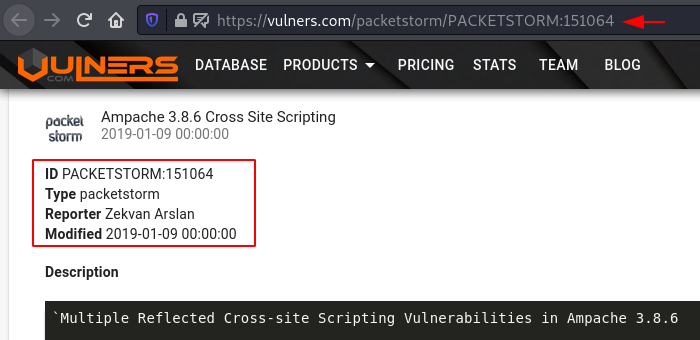 https://vulners.com/packetstorm/PACKETSTORM:151064
VULNERS
.COM
DATABASE PRODUCTS PRICING STATS TEAM BLOG
packet
storm
Ampache 3.8.6 Cross Site Scripting
2019-01-09 00:00:00
ID PACKETSTORM:151064
Type packetstorm
Reporter Zekvan Arslan
Modified 2019-01-09 00:00:00
Description
`Multiple Reflected Cross-site Scripting Vulnerabilities in Ampache 3.8.6